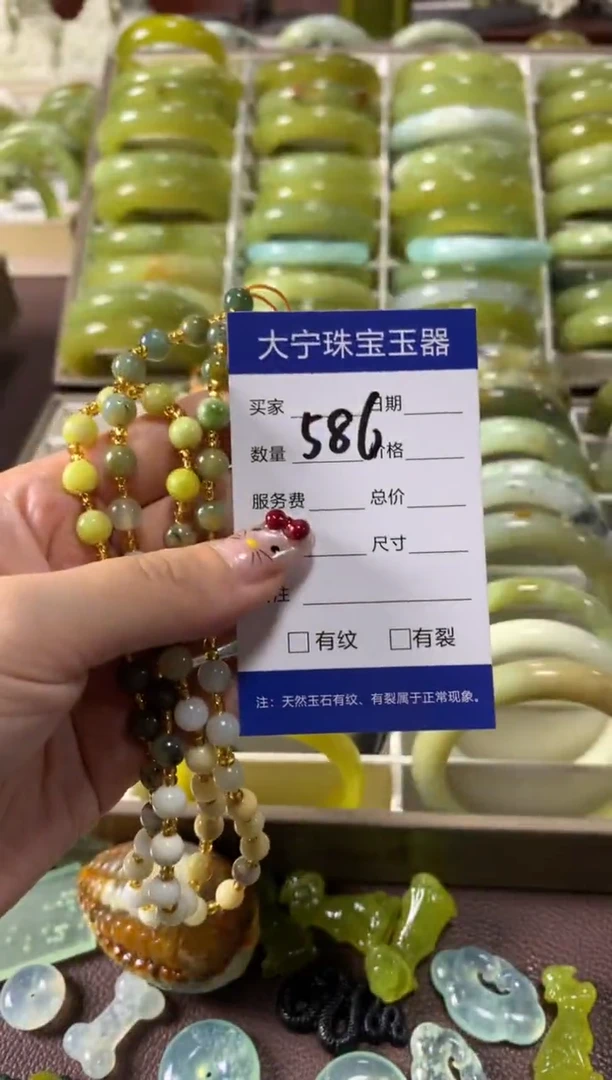 大宁珠宝玉器
买家 期
数量 586 格
服务费 总价
尺寸
注
有纹 有裂
注：天然玉石有纹、有裂属于正常现象。